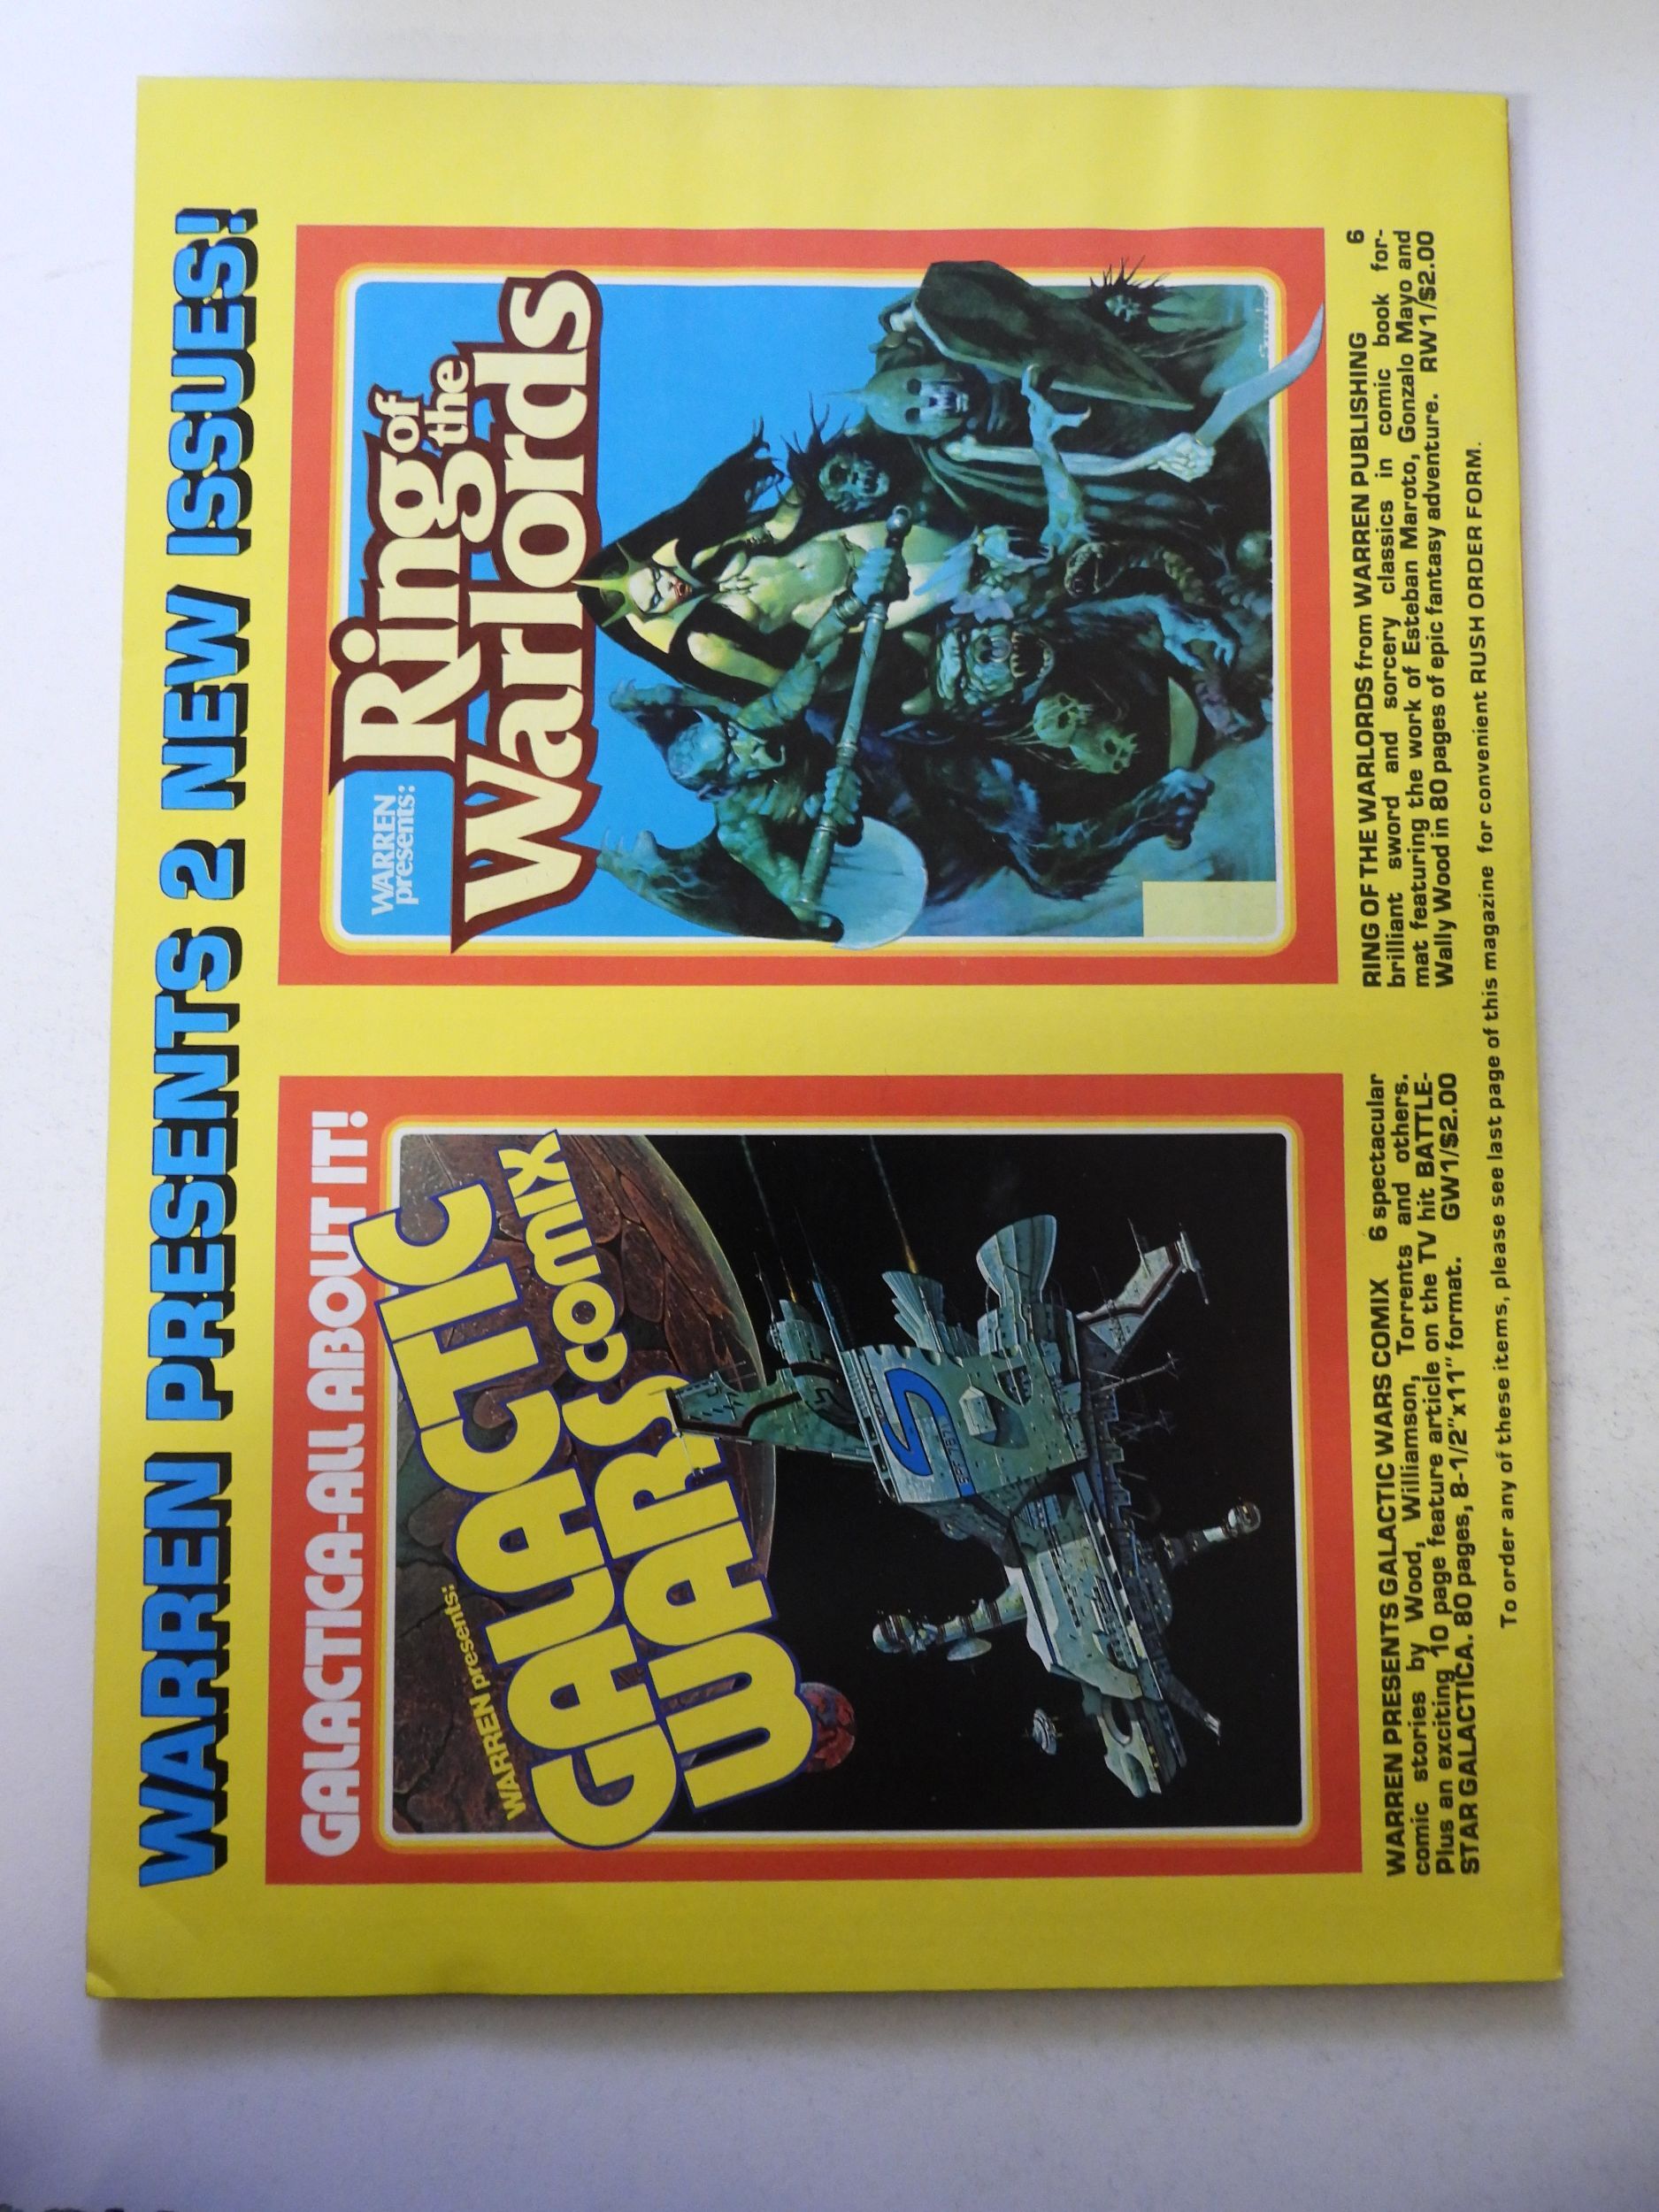 WARREN PRESENTS 2 NEW ISSUES!
GALACTICA-ALL ABOUT IT!
WARREN presents:
GALACTIC
WARS COMIX
S
WARREN PRESENTS GALACTIC WARS COMIX 6 spectacular
comic stories by Wood, Williamson, Torrents and others.
Plus an exciting 10 page feature article on the TV hit BATTLE-
STAR GALACTICA. 80 pages, 8-1/2"x11" format. GW1/$2.00
WARREN
presents:
Ring of
the
Warlords
RING OF THE WARLORDS from WARREN PUBLISHING 6
brilliant sword and sorcery classics in comic book for-
mat featuring the work of Esteban Maroto, Gonzalo Mayo and
Wally Wood in 80 pages of epic fantasy adventure. RW1/$2.00
To order any of these items, please see last page of this magazine for convenient RUSH ORDER FORM.